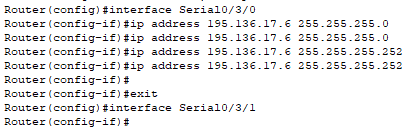 Router(config)#interface Serial0/3/0
Router(config-if)#ip address 195.136.17.6 255.255.255.0
Router(config-if)#ip address 195.136.17.6 255.255.255.0
Router(config-if)#ip address 195.136.17.6 255.255.255.252
Router(config-if)#ip address 195.136.17.6 255.255.255.252
Router(config-if)#
Router(config-if)#exit
Router(config)#interface Serial0/3/1
Router(config-if)#